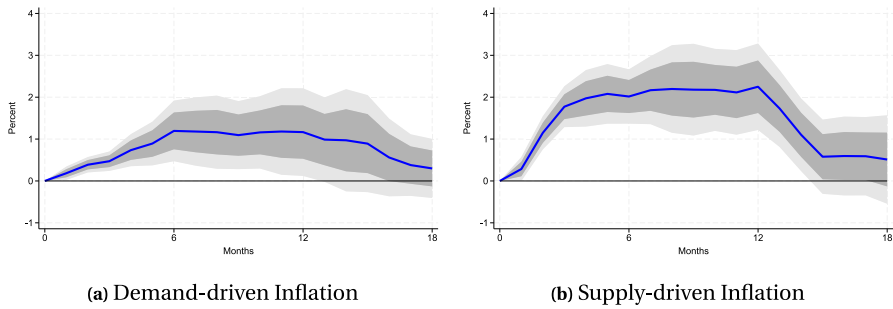 4
3
2
1
0
-1
Percent
0 6 12 18
Months
(a) Demand-driven Inflation
4
3
2
1
0
-1
Percent
0 6 12 18
Months
(b) Supply-driven Inflation